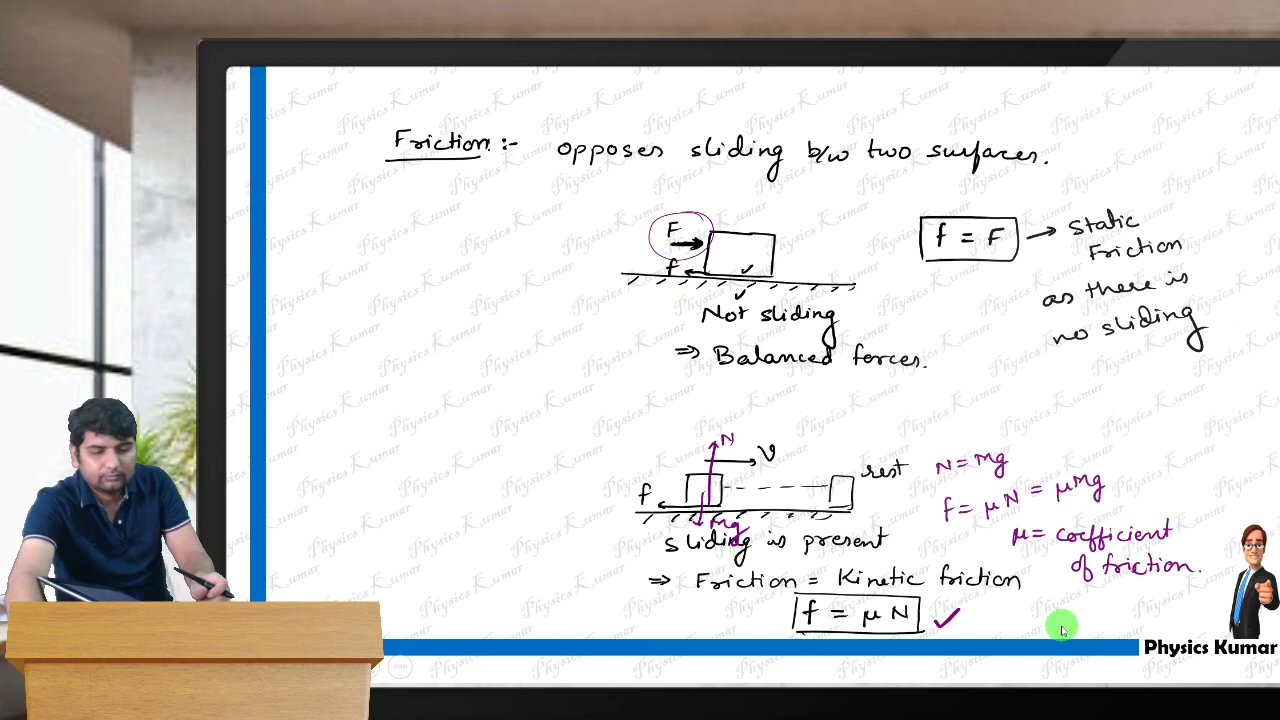 Friction :- opposes sliding b/w two surfaces.
F
f
f = F → Static
Friction
as there is
no sliding
Not sliding
⇒ Balanced forces.
N
v
rest
f
mg
N = mg
f = μN = μmg
μ = coefficient
of friction.
sliding is present
⇒ Friction = Kinetic friction
f = μ N
Physics Kumar